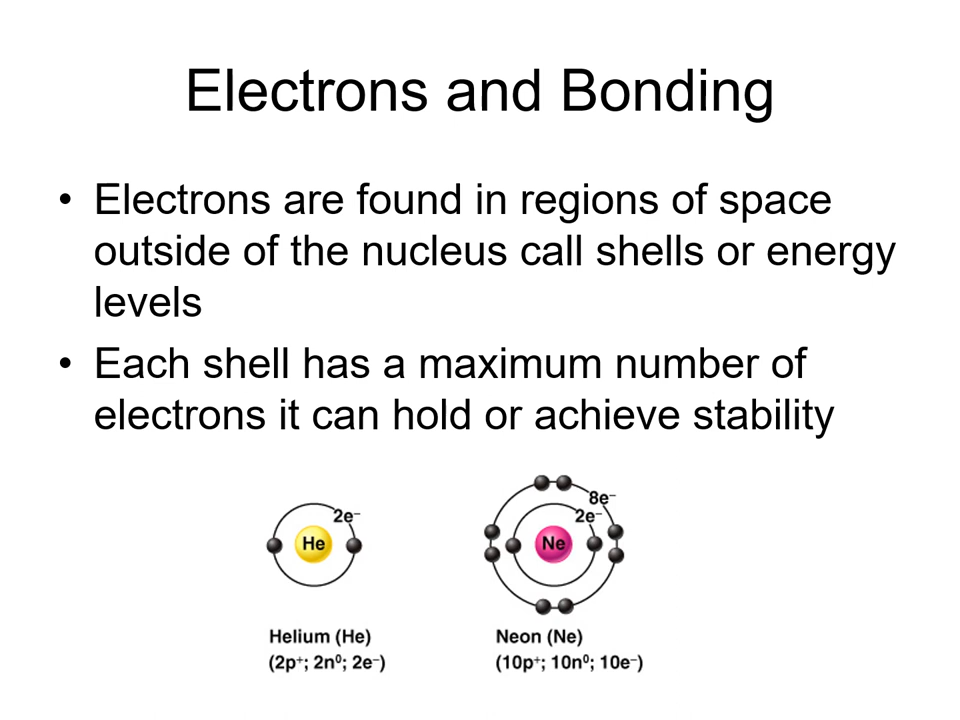 Electrons and Bonding
• Electrons are found in regions of space
outside of the nucleus call shells or energy
levels
• Each shell has a maximum number of
electrons it can hold or achieve stability
2e⁻
He
Helium (He)
(2p⁺; 2n⁰; 2e⁻)
8e⁻
2e⁻
Ne
Neon (Ne)
(10p⁺; 10n⁰; 10e⁻)